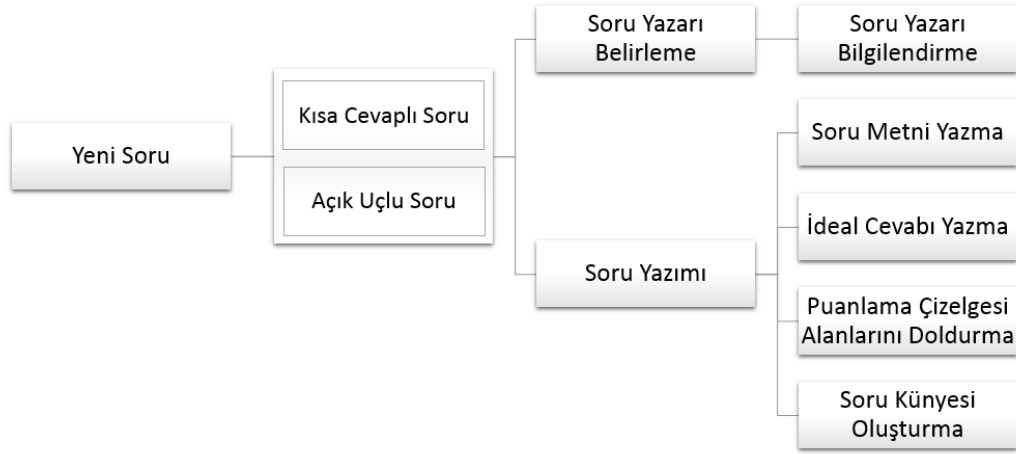 Yeni Soru
Kısa Cevaplı Soru
Açık Uçlu Soru
Soru Yazarı
Belirleme
Soru Yazarı
Bilgilendirme
Soru Yazımı
Soru Metni Yazma
İdeal Cevabı Yazma
Puanlama Çizelgesi
Alanlarını Doldurma
Soru Künyesi
Oluşturma